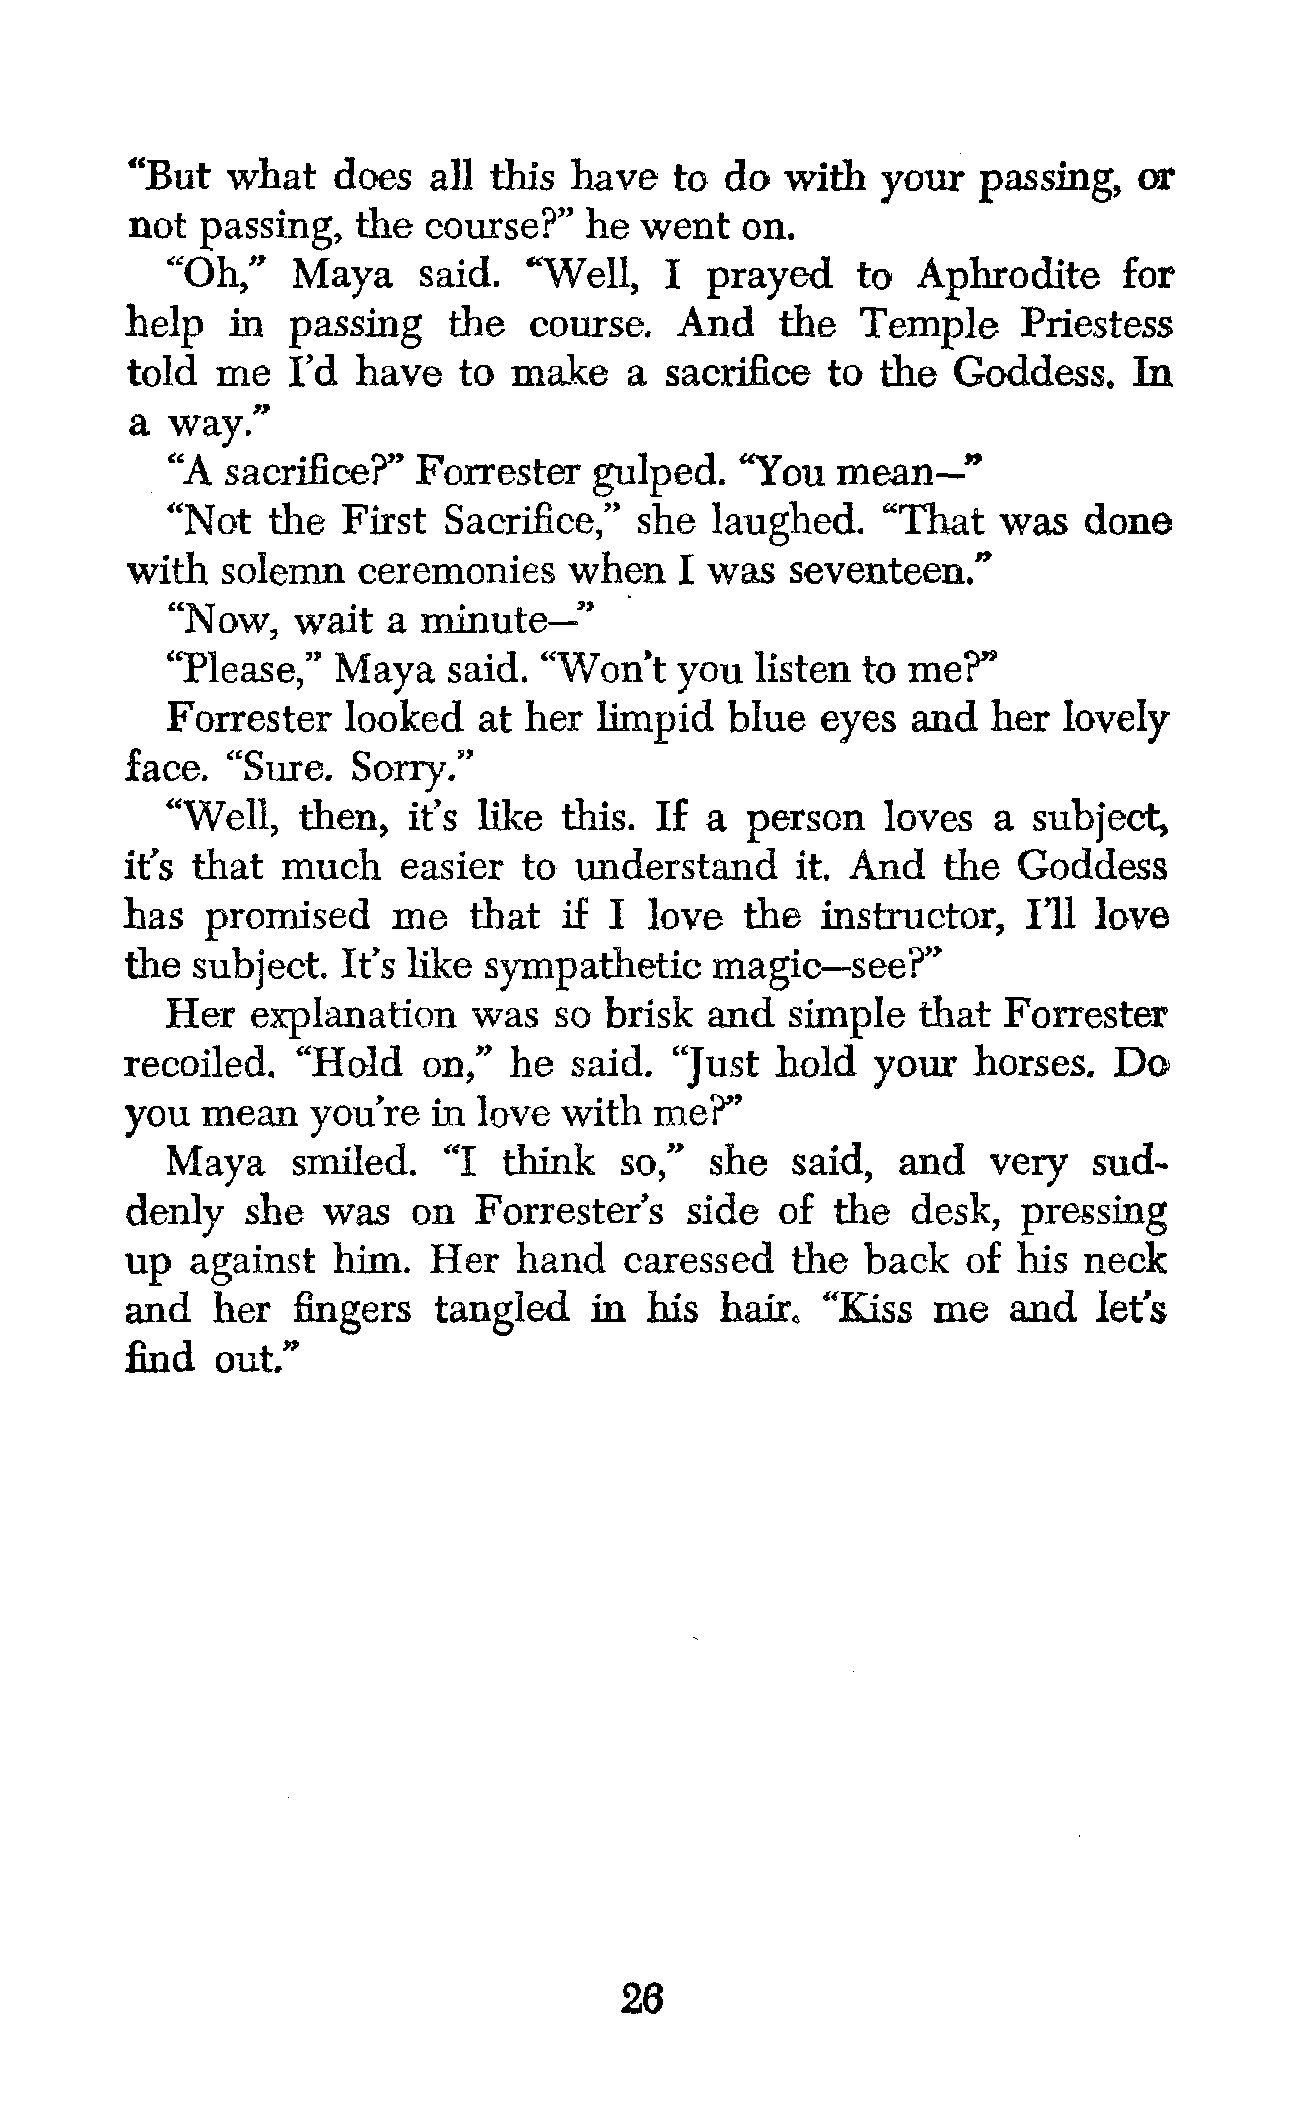 “But what does all this have to do with your passing, or
not passing, the course?” he went on.
“Oh,” Maya said. “Well, I prayed to Aphrodite for
help in passing the course. And the Temple Priestess
told me I’d have to make a sacrifice to the Goddess. In
a way.”
“A sacrifice?” Forrester gulped. “You mean—”
“Not the First Sacrifice,” she laughed. “That was done
with solemn ceremonies when I was seventeen.”
“Now, wait a minute—”
“Please,” Maya said. “Won’t you listen to me?”
Forrester looked at her limpid blue eyes and her lovely
face. “Sure. Sorry.”
“Well, then, it’s like this. If a person loves a subject,
it’s that much easier to understand it. And the Goddess
has promised me that if I love the instructor, I’ll love
the subject. It’s like sympathetic magic—see?”
Her explanation was so brisk and simple that Forrester
recoiled. “Hold on,” he said. “Just hold your horses. Do
you mean you’re in love with me?”
Maya smiled. “I think so,” she said, and very sud-
denly she was on Forrester’s side of the desk, pressing
up against him. Her hand caressed the back of his neck
and her fingers tangled in his hair. “Kiss me and let’s
find out.”
26